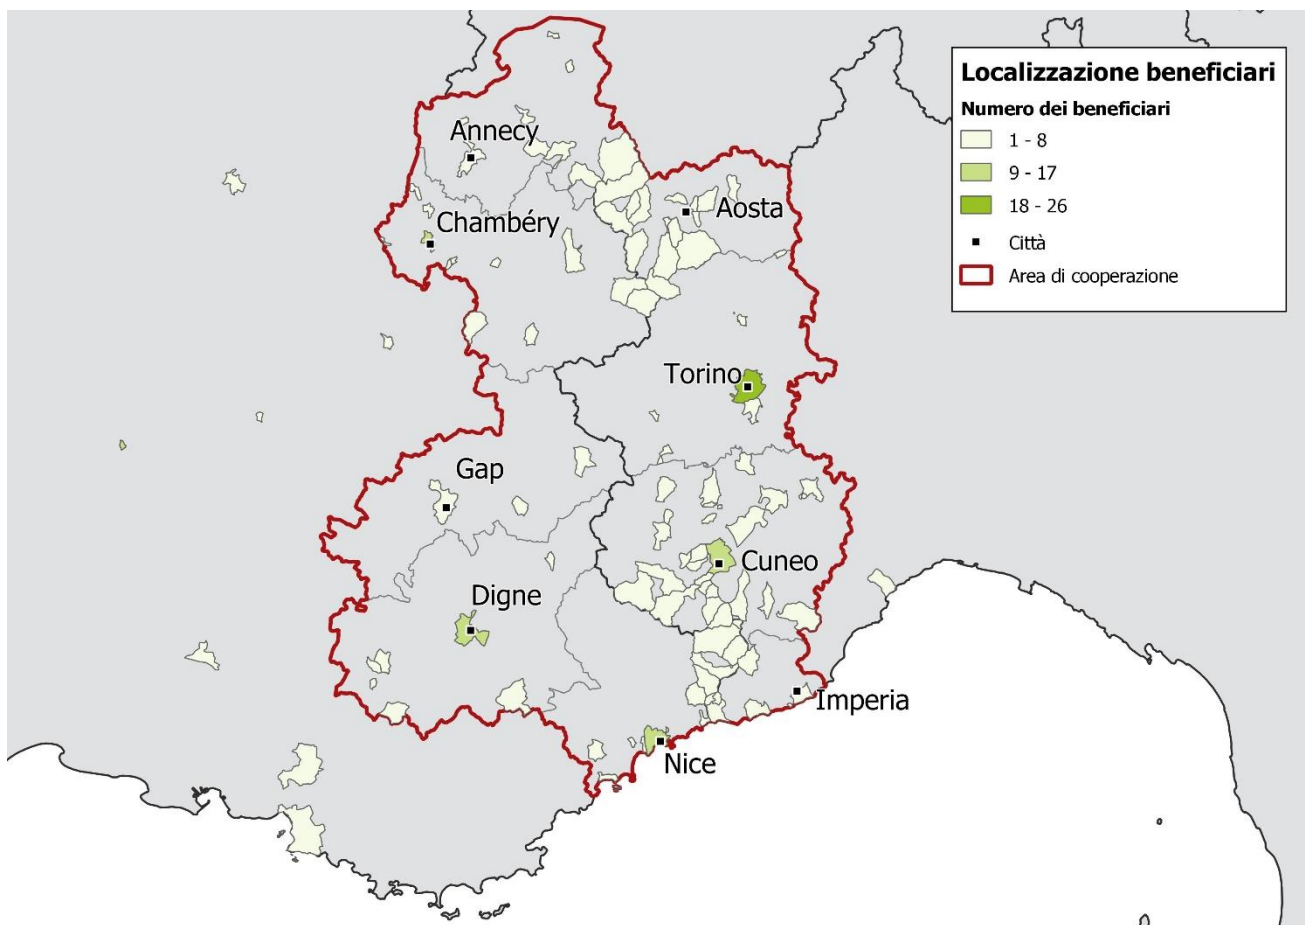 Localizzazione beneficiari
Numero dei beneficiari
1 - 8
9 - 17
18 - 26
Città
Area di cooperazione
Annecy
Aosta
Chambéry
Torino
Gap
Cuneo
Digne
Imperia
Nice